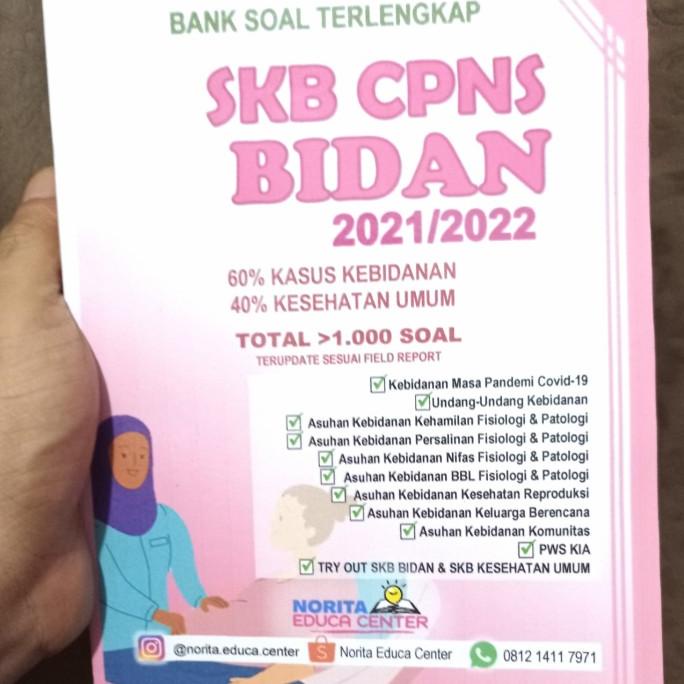 BANK SOAL TERLENGKAP
SKB CPNS
BIDAN
2021/2022
60% KASUS KEBIDANAN
40% KESEHATAN UMUM
TOTAL >1.000 SOAL
TERUPDATE SESUAI FIELD REPORT
Kebidanan Masa Pandemi Covid-19
Undang-Undang Kebidanan
Asuhan Kebidanan Kehamilan Fisiologi & Patologi
Asuhan Kebidanan Persalinan Fisiologi & Patologi
Asuhan Kebidanan Nifas Fisiologi & Patologi
Asuhan Kebidanan BBL Fisiologi & Patologi
Asuhan Kebidanan Kesehatan Reproduksi
Asuhan Kebidanan Keluarga Berencana
Asuhan Kebidanan Komunitas
PWS KIA
TRY OUT SKB BIDAN & SKB KESEHATAN UMUM
NORITA
EDUCA CENTER
@norita.educa.center S Norita Educa Center 0812 1411 7971